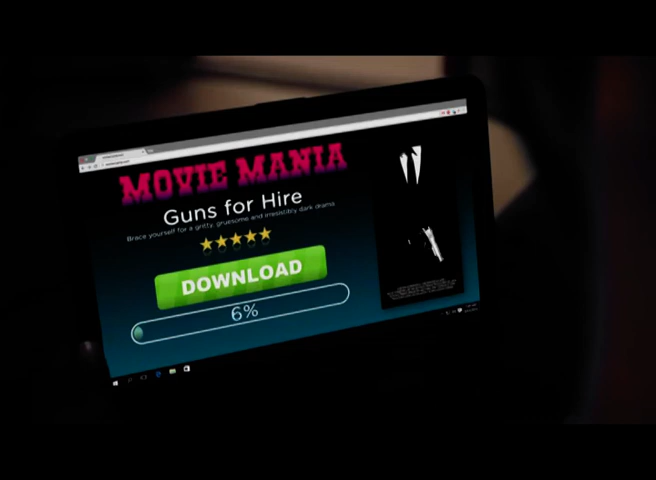 MOVIE MANIA
Guns for Hire
Brace yourself for a gritty, gruesome and irresistibly dark drama
DOWNLOAD
6%